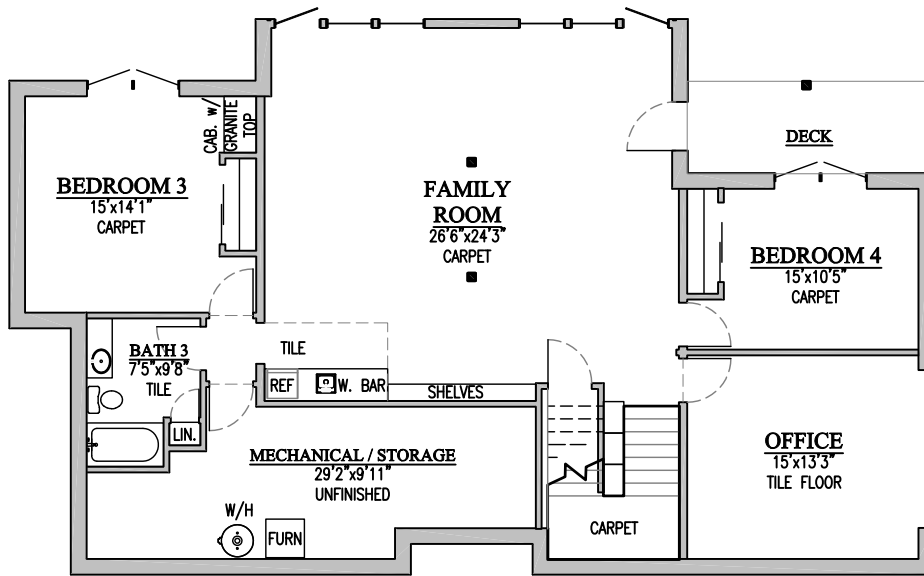 CAB. W/
GRANITE
TOP
BEDROOM 3
15'x14'1"
CARPET
FAMILY
ROOM
26'6"x24'3"
CARPET
DECK
BEDROOM 4
15'x10'5"
CARPET
BATH 3
7'5"x9'8"
TILE
TILE
REF
W. BAR
SHELVES
LIN.
MECHANICAL / STORAGE
29'2"x9'11"
UNFINISHED
OFFICE
15'x13'3"
TILE FLOOR
W/H
FURN
CARPET